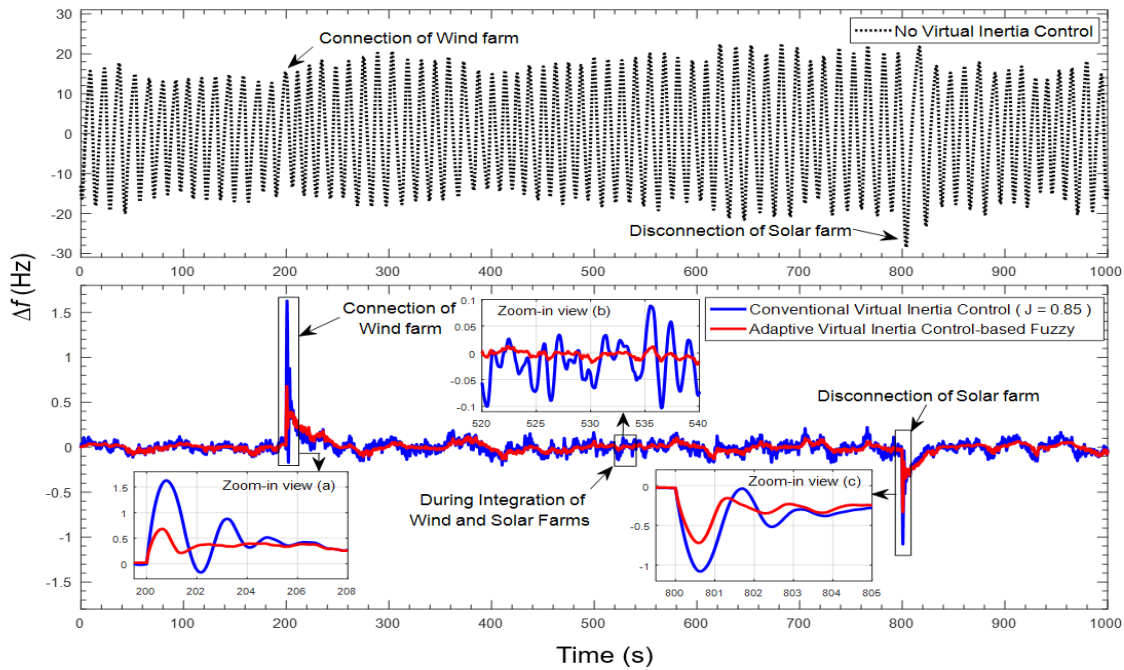 30
20
10
0
-10
-20
-30
Connection of Wind farm
No Virtual Inertia Control
Disconnection of Solar farm
0 100 200 300 400 500 600 700 800 900 1000
Δf (Hz)
1.5
1
0.5
0
-0.5
-1
-1.5
Connection of
Wind farm
Zoom-in view (b)
0.1
0.05
0
-0.05
-0.1
520 525 530 535 540
Conventional Virtual Inertia Control ( J = 0.85 )
Adaptive Virtual Inertia Control-based Fuzzy
Disconnection of Solar
farm
Zoom-in view (a)
1.5
1
0.5
0
200 202 204 206 208
During Integration of
Wind and Solar Farms
Zoom-in view (c)
0
-0.5
-1
800 801 802 803 804 805
0 100 200 300 400 500 600 700 800 900 1000
Time (s)